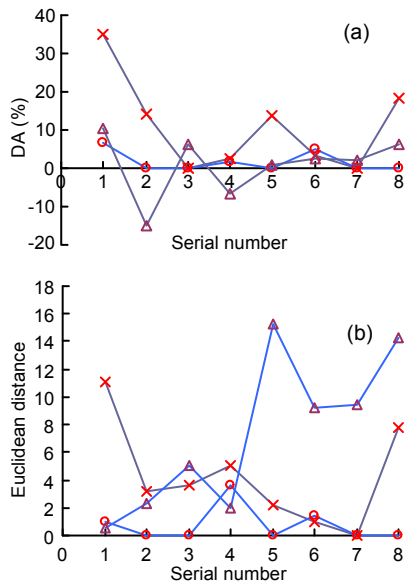 (a)
DA (%)
40
30
20
10
0
-10
-20
0 1 2 3 4 5 6 7 8
Serial number
(b)
Euclidean distance
18
16
14
12
10
8
6
4
2
0
0 1 2 3 4 5 6 7 8
Serial number